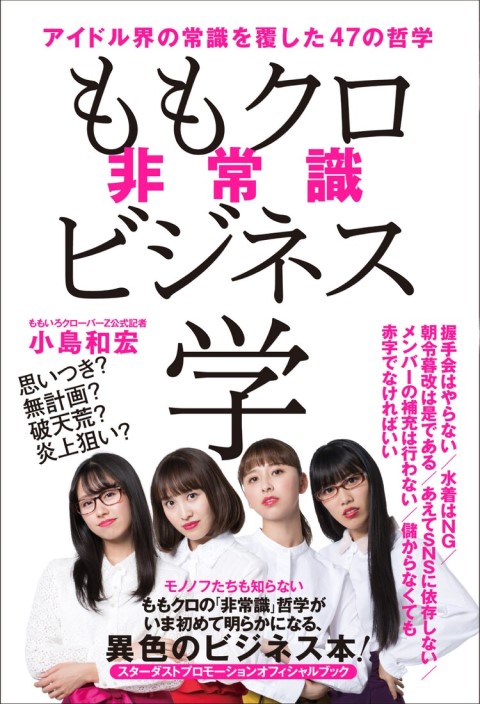 アイドル界の常識を覆した47の哲学
ももクロ
非常識
ビジネス
学
ももいろクローバーZ公式記者
小島和宏
思いつき?
無計画?
破天荒?
炎上狙い?
握手会はやらない/水着はNG/
朝令暮改は是である/あえてSNSに依存しない/
メンバーの補充は行わない/儲からなくても
赤字でなければいい
モノノフたちも知らない
ももクロの「非常識」哲学が
いま初めて明らかになる、
異色のビジネス本!
スターダストプロモーションオフィシャルブック